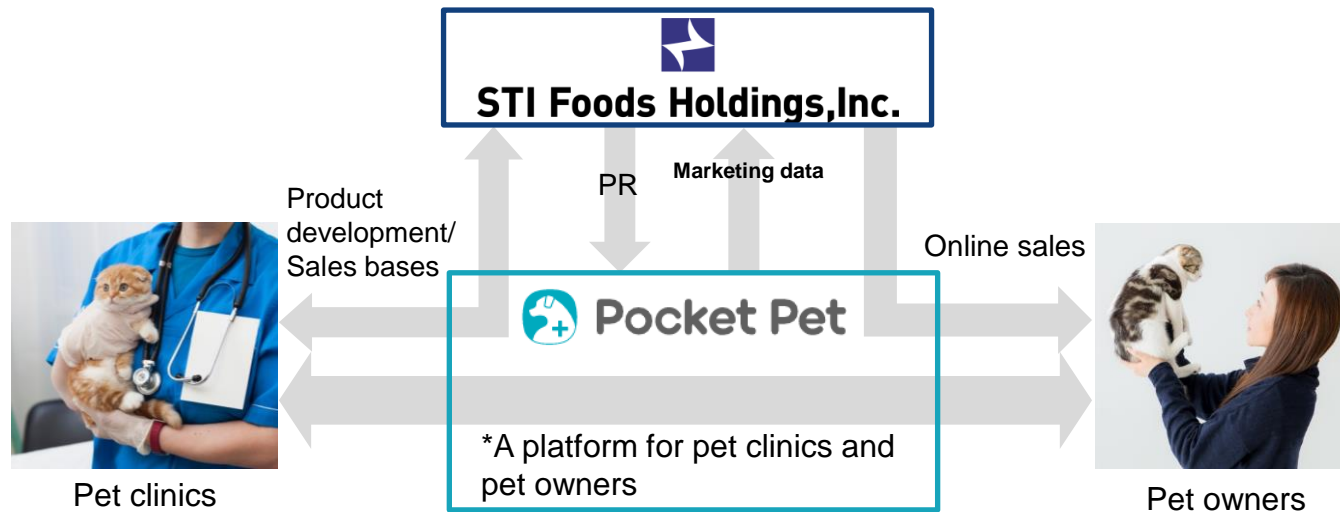 STI Foods Holdings,Inc.
PR
Marketing data
Product
development/
Sales bases
Online sales
Pocket Pet
*A platform for pet clinics and
pet owners
Pet clinics
Pet owners